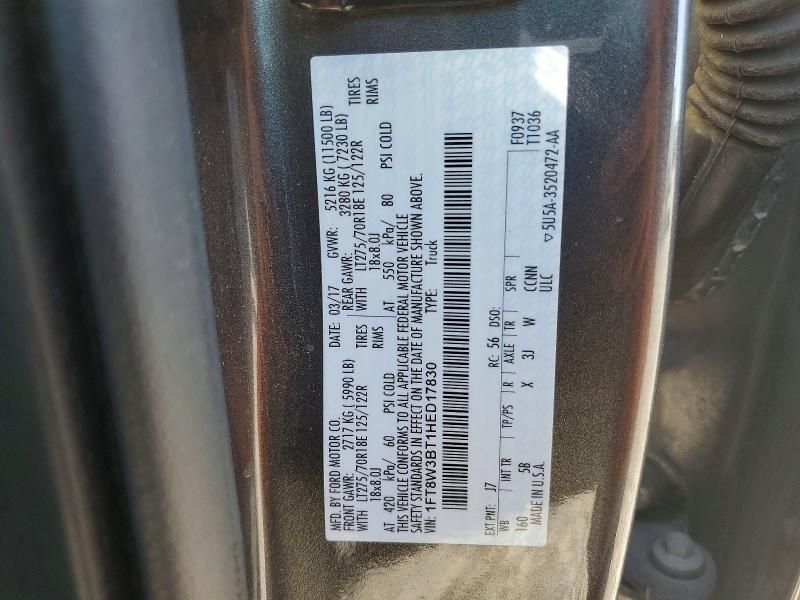 MFD. BY FORD MOTOR CO. DATE: 03/17 GVWR: 5216 KG (11500 LB)
FRONT GAWR: 2717 KG ( 5990 LB) REAR GAWR: 3280 KG ( 7230 LB)
WITH LT275/70R18E 125/122R TIRES WITH LT275/70R18E 125/122R TIRES
18x8.0J RIMS 18x8.0J RIMS
AT 420 kPa/ 60 PSI COLD AT 550 kPa/ 80 PSI COLD
THIS VEHICLE CONFORMS TO ALL APPLICABLE FEDERAL MOTOR VEHICLE
SAFETY STANDARDS IN EFFECT ON THE DATE OF MANUFACTURE SHOWN ABOVE.
VIN: 1FT8W3BT1HED17830 TYPE: Truck
F0937
T1036
EXT PNT: J7 RC: 56 DSO:
WB INT TR TP/PS R AXLE TR SPR
160 5B X 3J W CCNN
MADE IN U.S.A. ULC
▽5U5A-3520472-AA